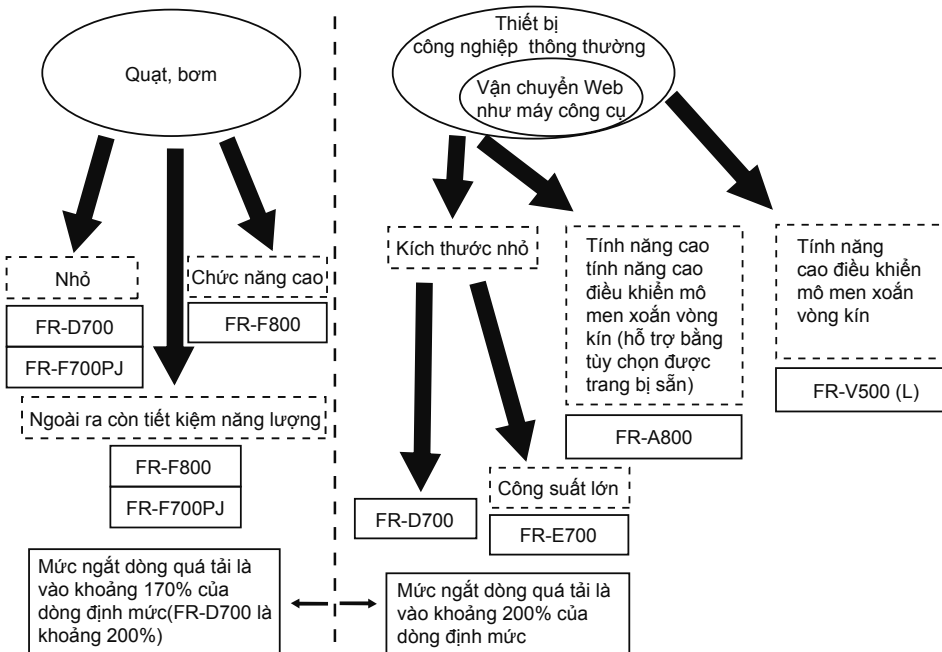 Quạt, bơm
Nhỏ
FR-D700
FR-F700PJ
Chức năng cao
FR-F800
Ngoài ra còn tiết kiệm năng lượng
FR-F800
FR-F700PJ
Mức ngắt dòng quá tải là
vào khoảng 170% của
dòng định mức(FR-D700 là
khoảng 200%)
Thiết bị
công nghiệp thông thường
Vận chuyển Web
như máy công cụ
Kích thước nhỏ
FR-D700
Công suất lớn
FR-E700
Tính năng cao
tính năng cao
điều khiển mô
men xoắn vòng
kín (hỗ trợ bằng
tùy chọn được
trang bị sẵn)
FR-A800
Tính năng
cao điều khiển
mô men xoắn
vòng kín
FR-V500 (L)
Mức ngắt dòng quá tải là
vào khoảng 200% của
dòng định mức